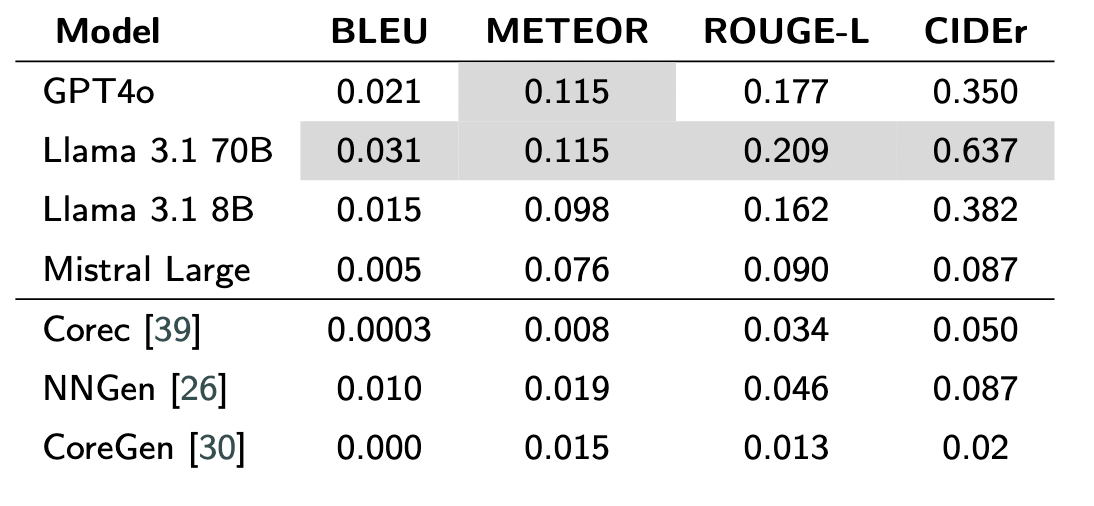 Model BLEU METEOR ROUGE-L CIDEr
GPT4o 0.021 0.115 0.177 0.350
Llama 3.1 70B 0.031 0.115 0.209 0.637
Llama 3.1 8B 0.015 0.098 0.162 0.382
Mistral Large 0.005 0.076 0.090 0.087
Corec [39] 0.0003 0.008 0.034 0.050
NNGen [26] 0.010 0.019 0.046 0.087
CoreGen [30] 0.000 0.015 0.013 0.02